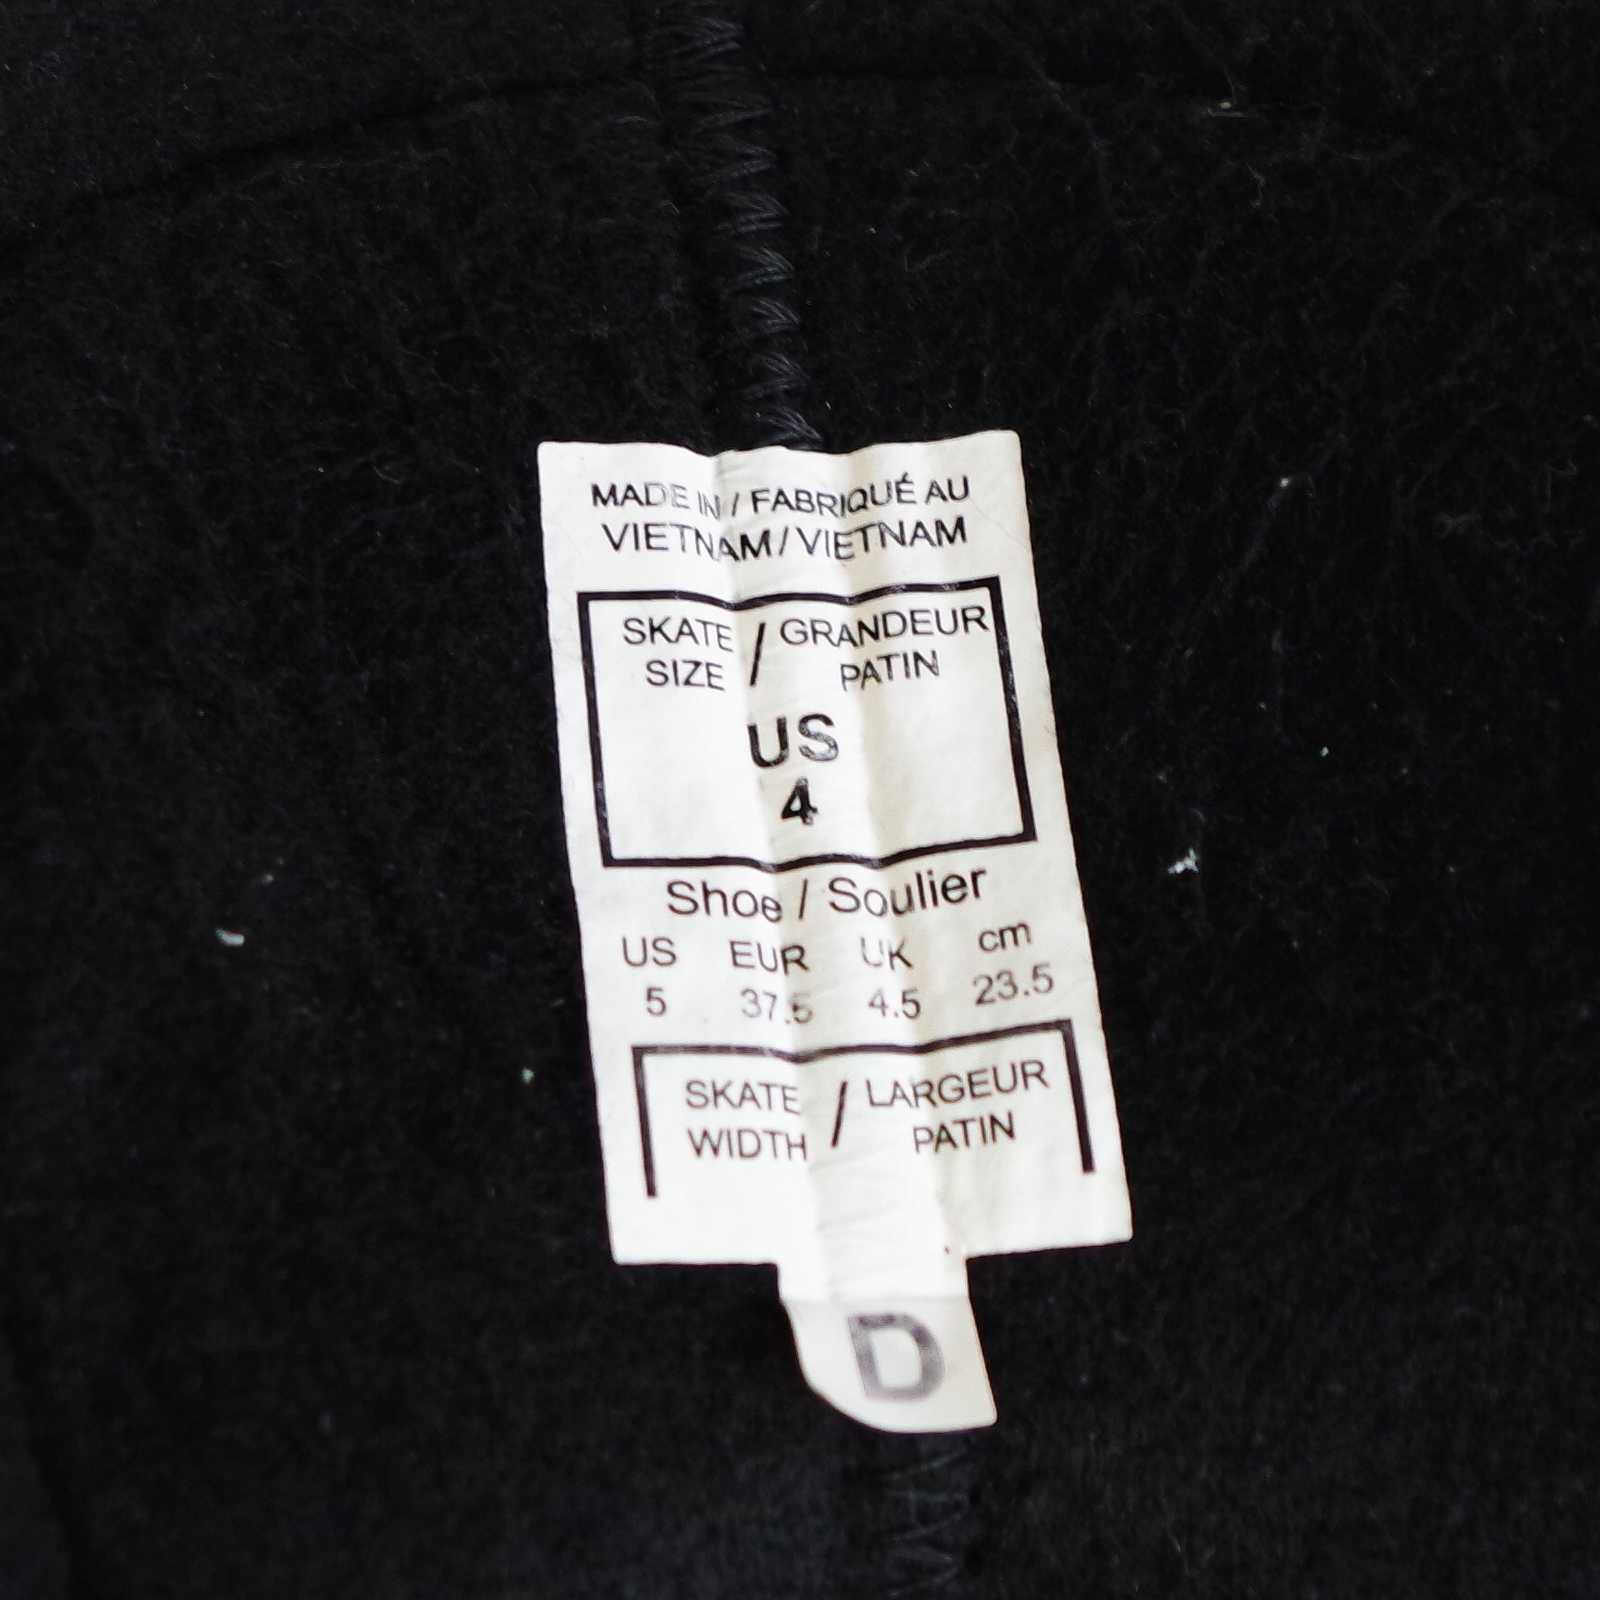 MADE IN / FABRIQUÉ AU
VIETNAM / VIETNAM
SKATE / GRANDEUR
SIZE PATIN
US
4
Shoe / Soulier
US EUR UK cm
5 37.5 4.5 23.5
SKATE / LARGEUR
WIDTH PATIN
D